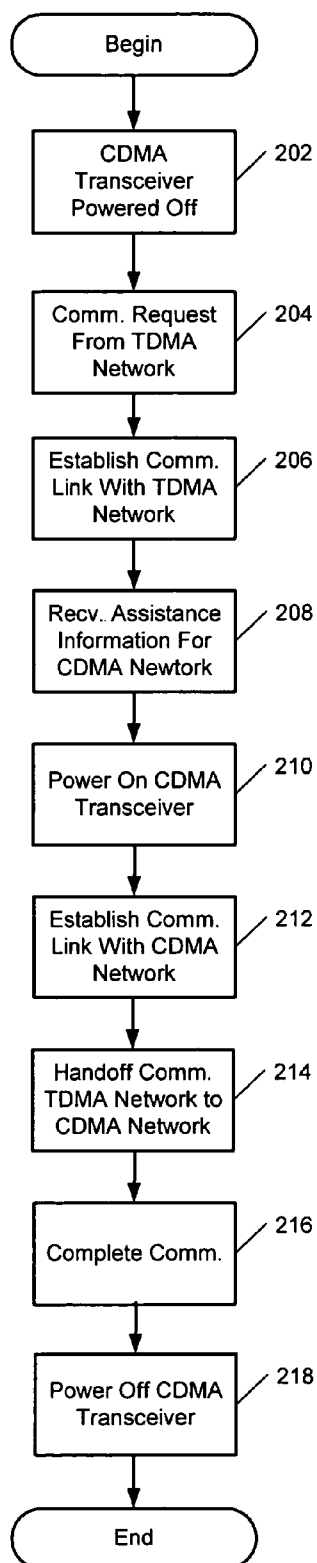 Begin
CDMA
Transceiver
Powered Off
202
Comm. Request
From TDMA
Network
204
Establish Comm.
Link With TDMA
Network
206
Recv.. Assistance
Information For
CDMA Newtork
208
Power On CDMA
Transceiver
210
Establish Comm.
Link With CDMA
Network
212
Handoff Comm.
TDMA Network to
CDMA Network
214
Complete Comm.
216
Power Off CDMA
Transceiver
218
End